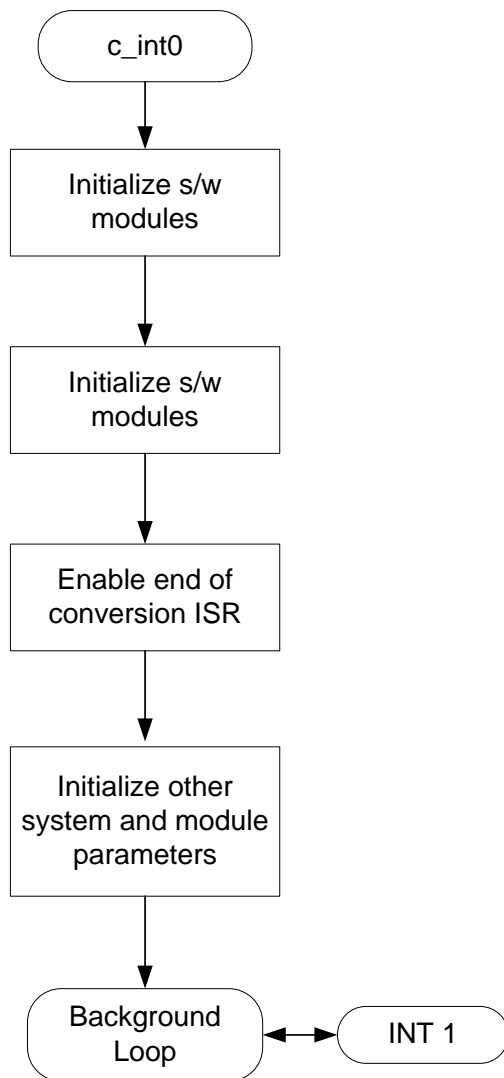 c_int0
Initialize s/w
modules
Initialize s/w
modules
Enable end of
conversion ISR
Initialize other
system and module
parameters
Background
Loop
INT 1